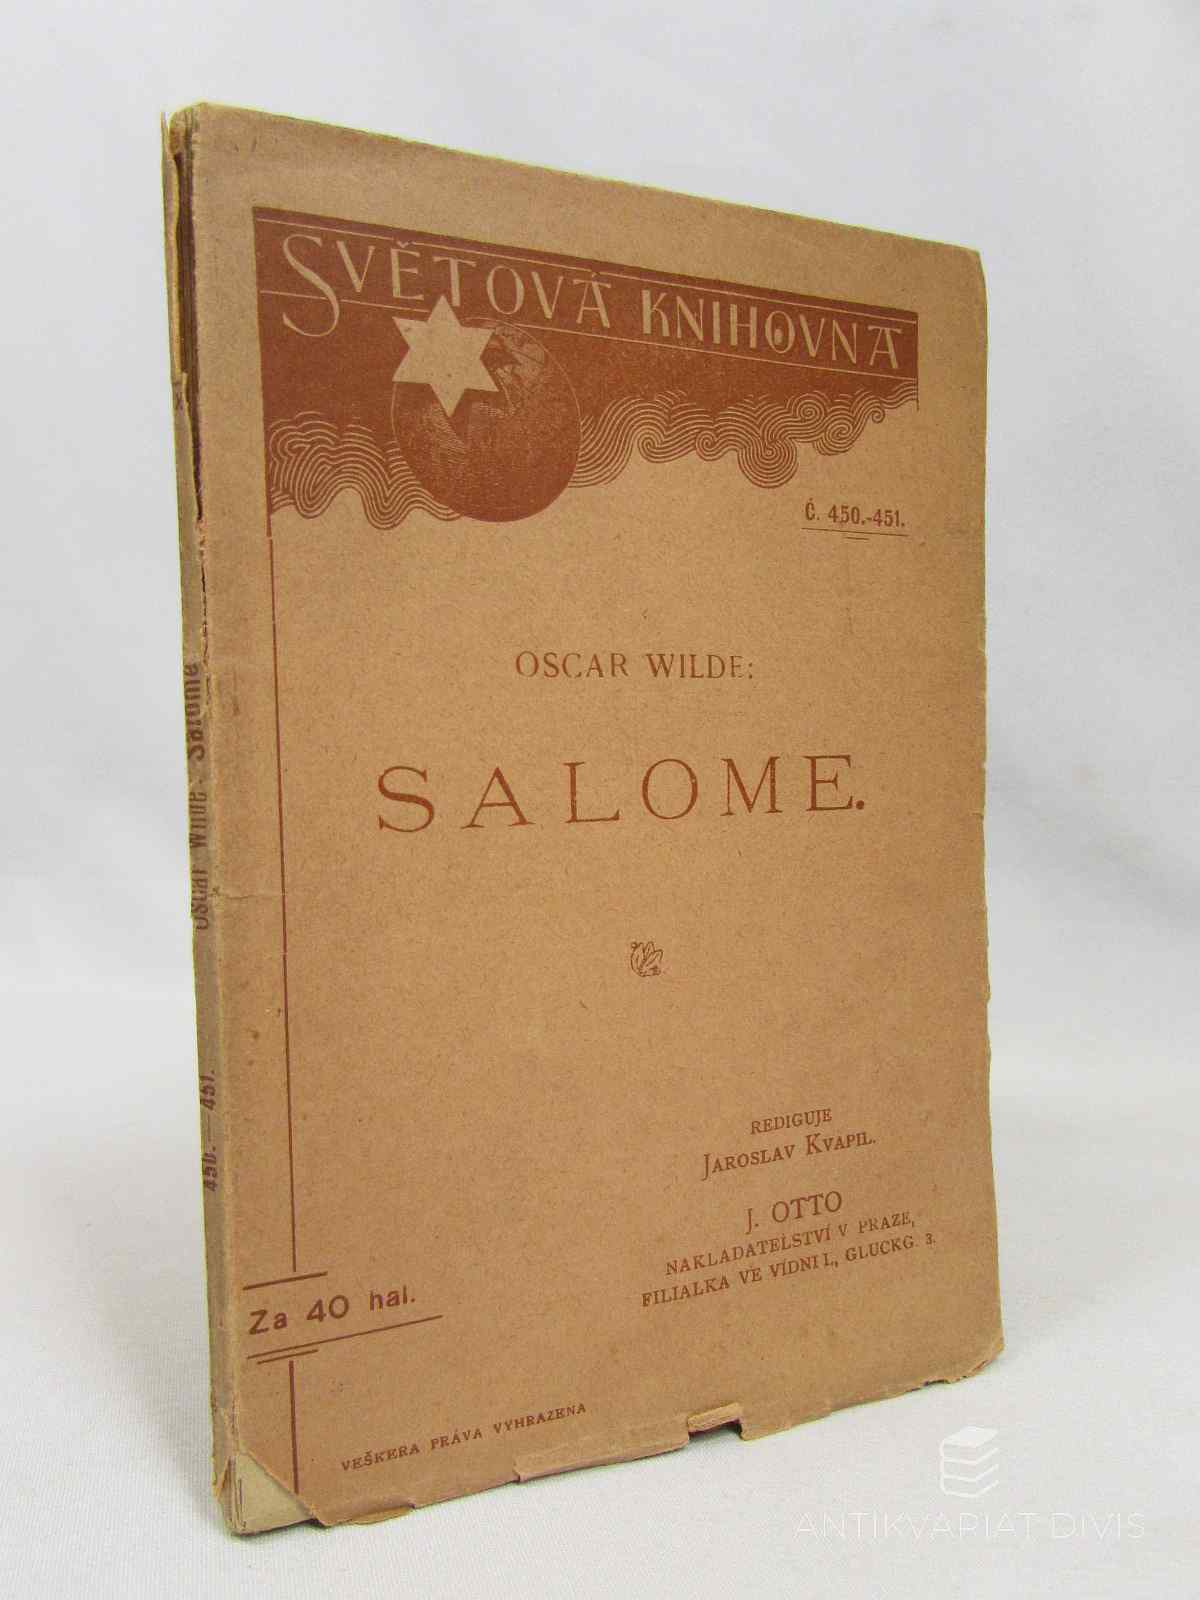 SVĚTOVÁ KNIHOVNA
Č. 450.-451.
OSCAR WILDE:
SALOME.
REDIGUJE
JAROSLAV KVAPIL.
J. OTTO
NAKLADATELSTVÍ V PRAZE,
FILIALKA VE VÍDNI I., GLUCKG. 3.
Za 40 hal.
VEŠKERA PRÁVA VYHRAZENA
Oscar Wilde: Salome
450.—451.
ANTIKVARIAT DIVIS